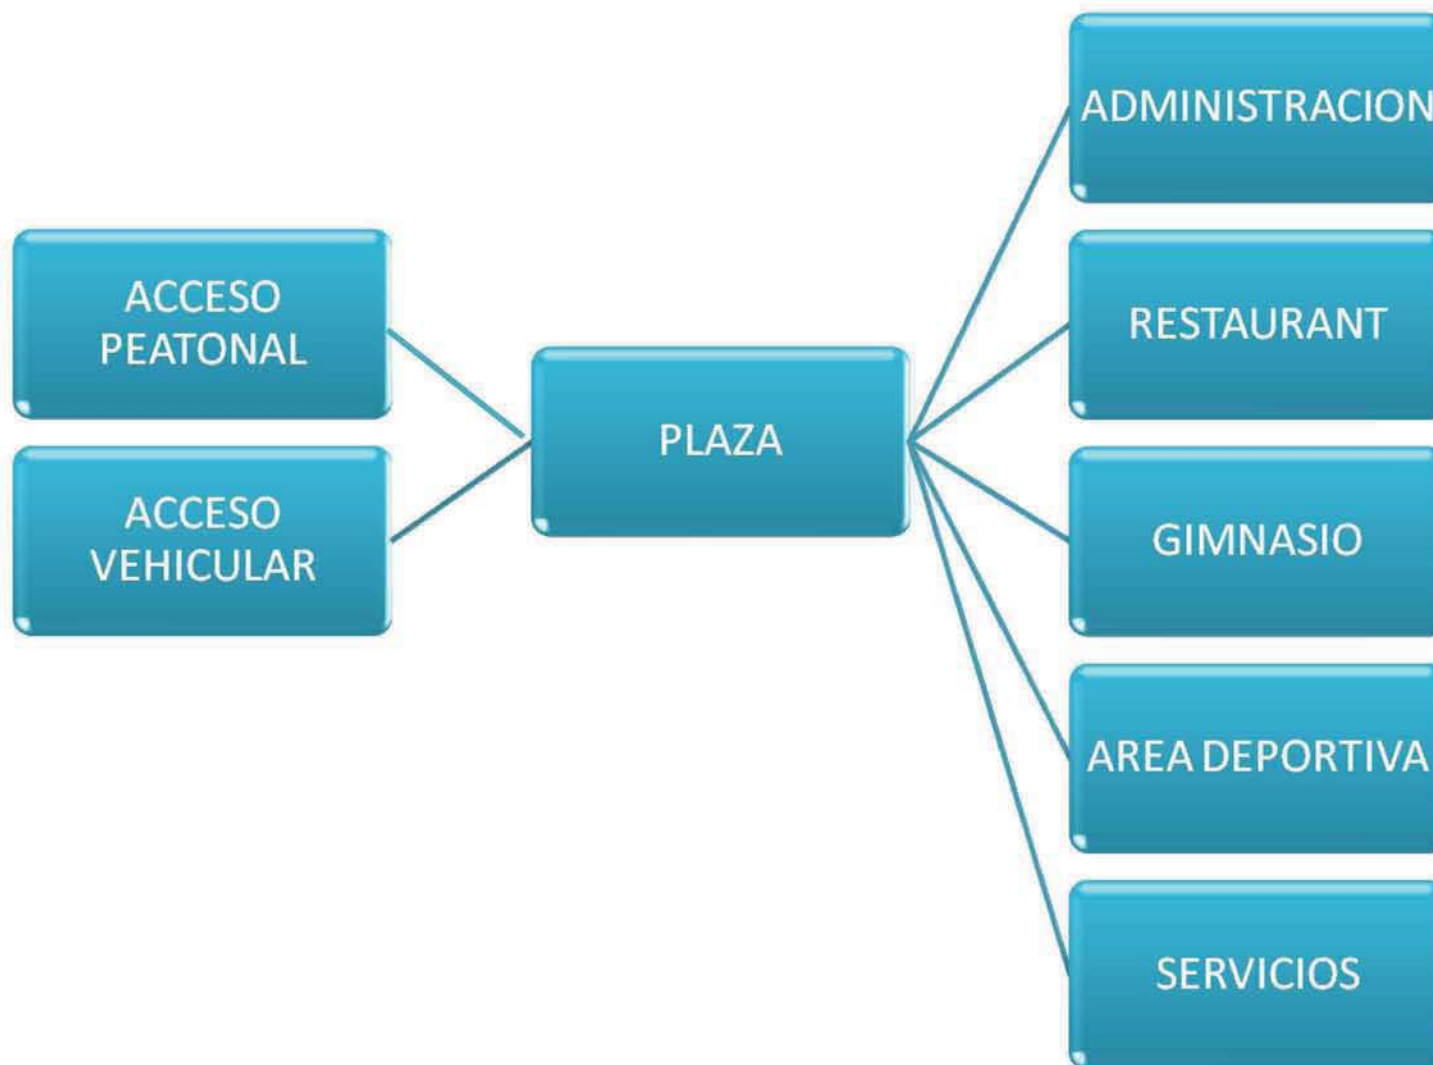 ACCESO
PEATONAL
ACCESO
VEHICULAR
PLAZA
ADMINISTRACION
RESTAURANT
GIMNASIO
AREA DEPORTIVA
SERVICIOS